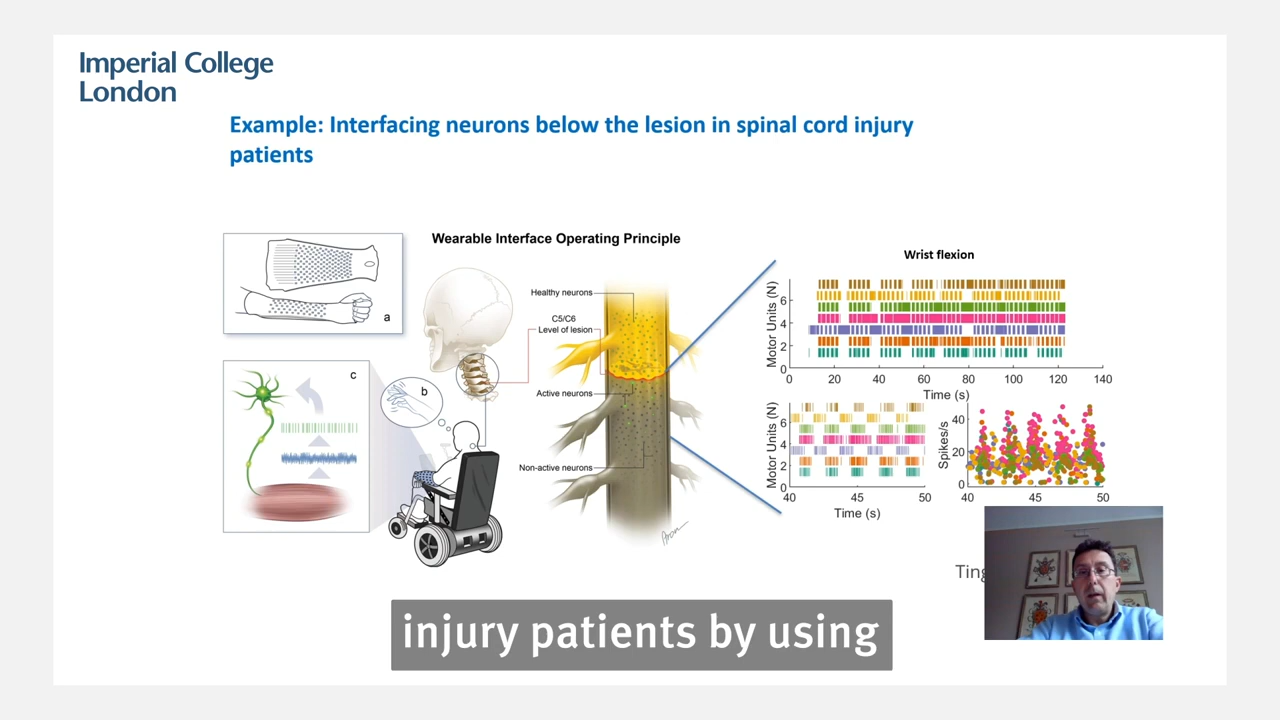 Imperial College
London
Example: Interfacing neurons below the lesion in spinal cord injury
patients
Wearable Interface Operating Principle
a
c
b
Healthy neurons
C5/C6
Level of lesion
Active neurons
Non-active neurons
Wrist flexion
Motor Units (N)
6
4
2
0
0 20 40 60 80 100 120 140
Time (s)
Motor Units (N)
6
4
2
0
40 45 50
Time (s)
Spikes/s
40
20
0
40 45 50
Ting
injury patients by using